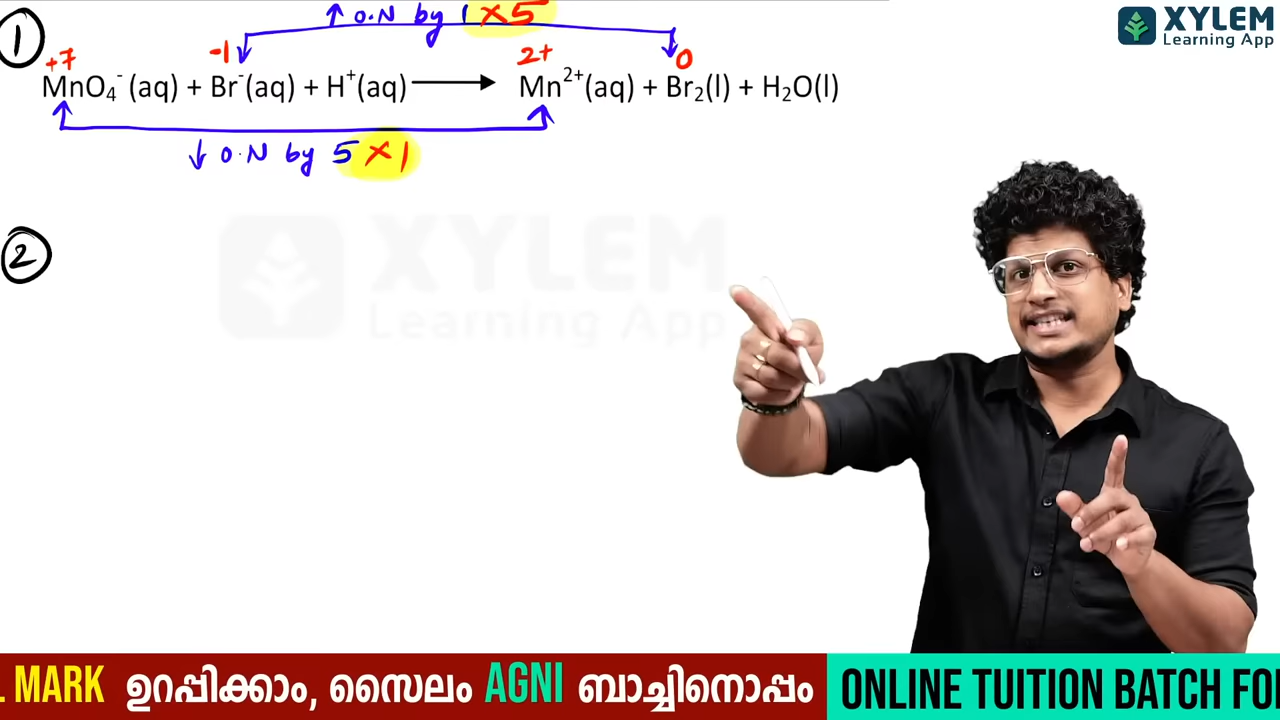 ① ↑ O.N by 1 ×5
+7 -1 2+ 0
MnO₄⁻ (aq) + Br⁻(aq) + H⁺(aq) ⟶ Mn²⁺(aq) + Br₂(l) + H₂O(l)
↓ O.N by 5 ×1
②
XYLEM
Learning App
XYLEM
Learning App
L MARK ഉറപ്പിക്കാം, സൈലം AGNI ബാച്ചിനൊപ്പം ONLINE TUITION BATCH FO